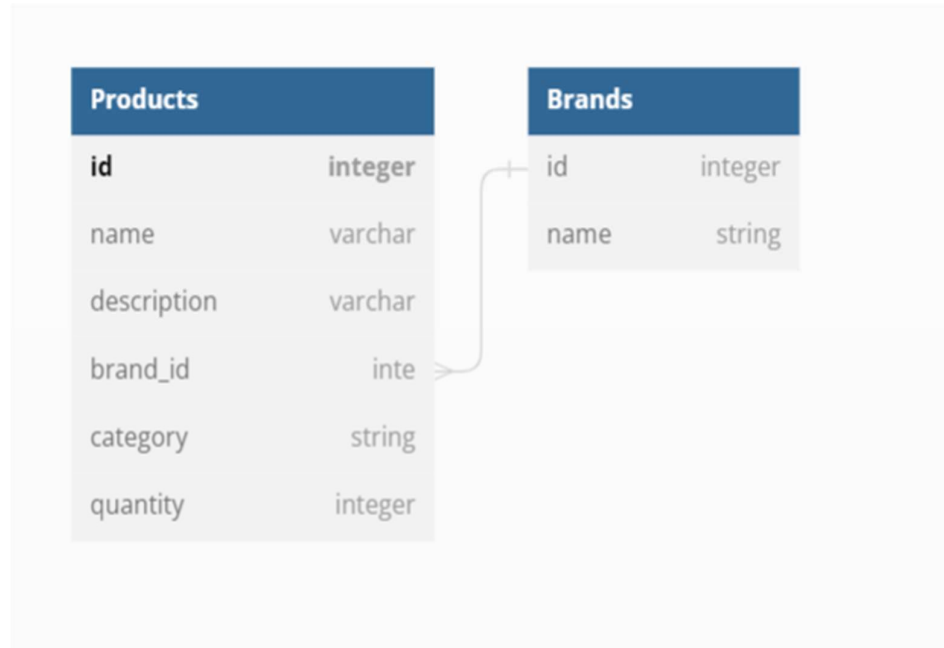 Products
id integer
name varchar
description varchar
brand_id inte
category string
quantity integer
Brands
id integer
name string